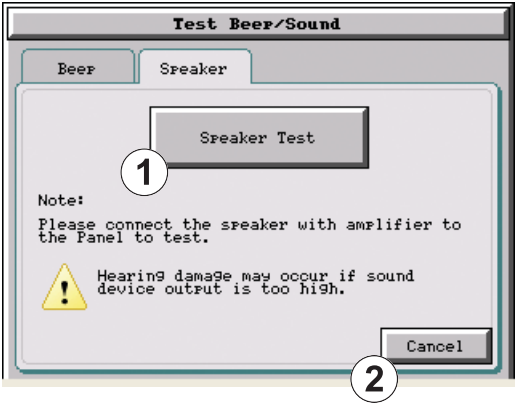 Test Beep/Sound
Beep Speaker
Speaker Test
1
Note:
Please connect the speaker with amplifier to
the Panel to test.
Hearing damage may occur if sound
device output is too high.
Cancel
2